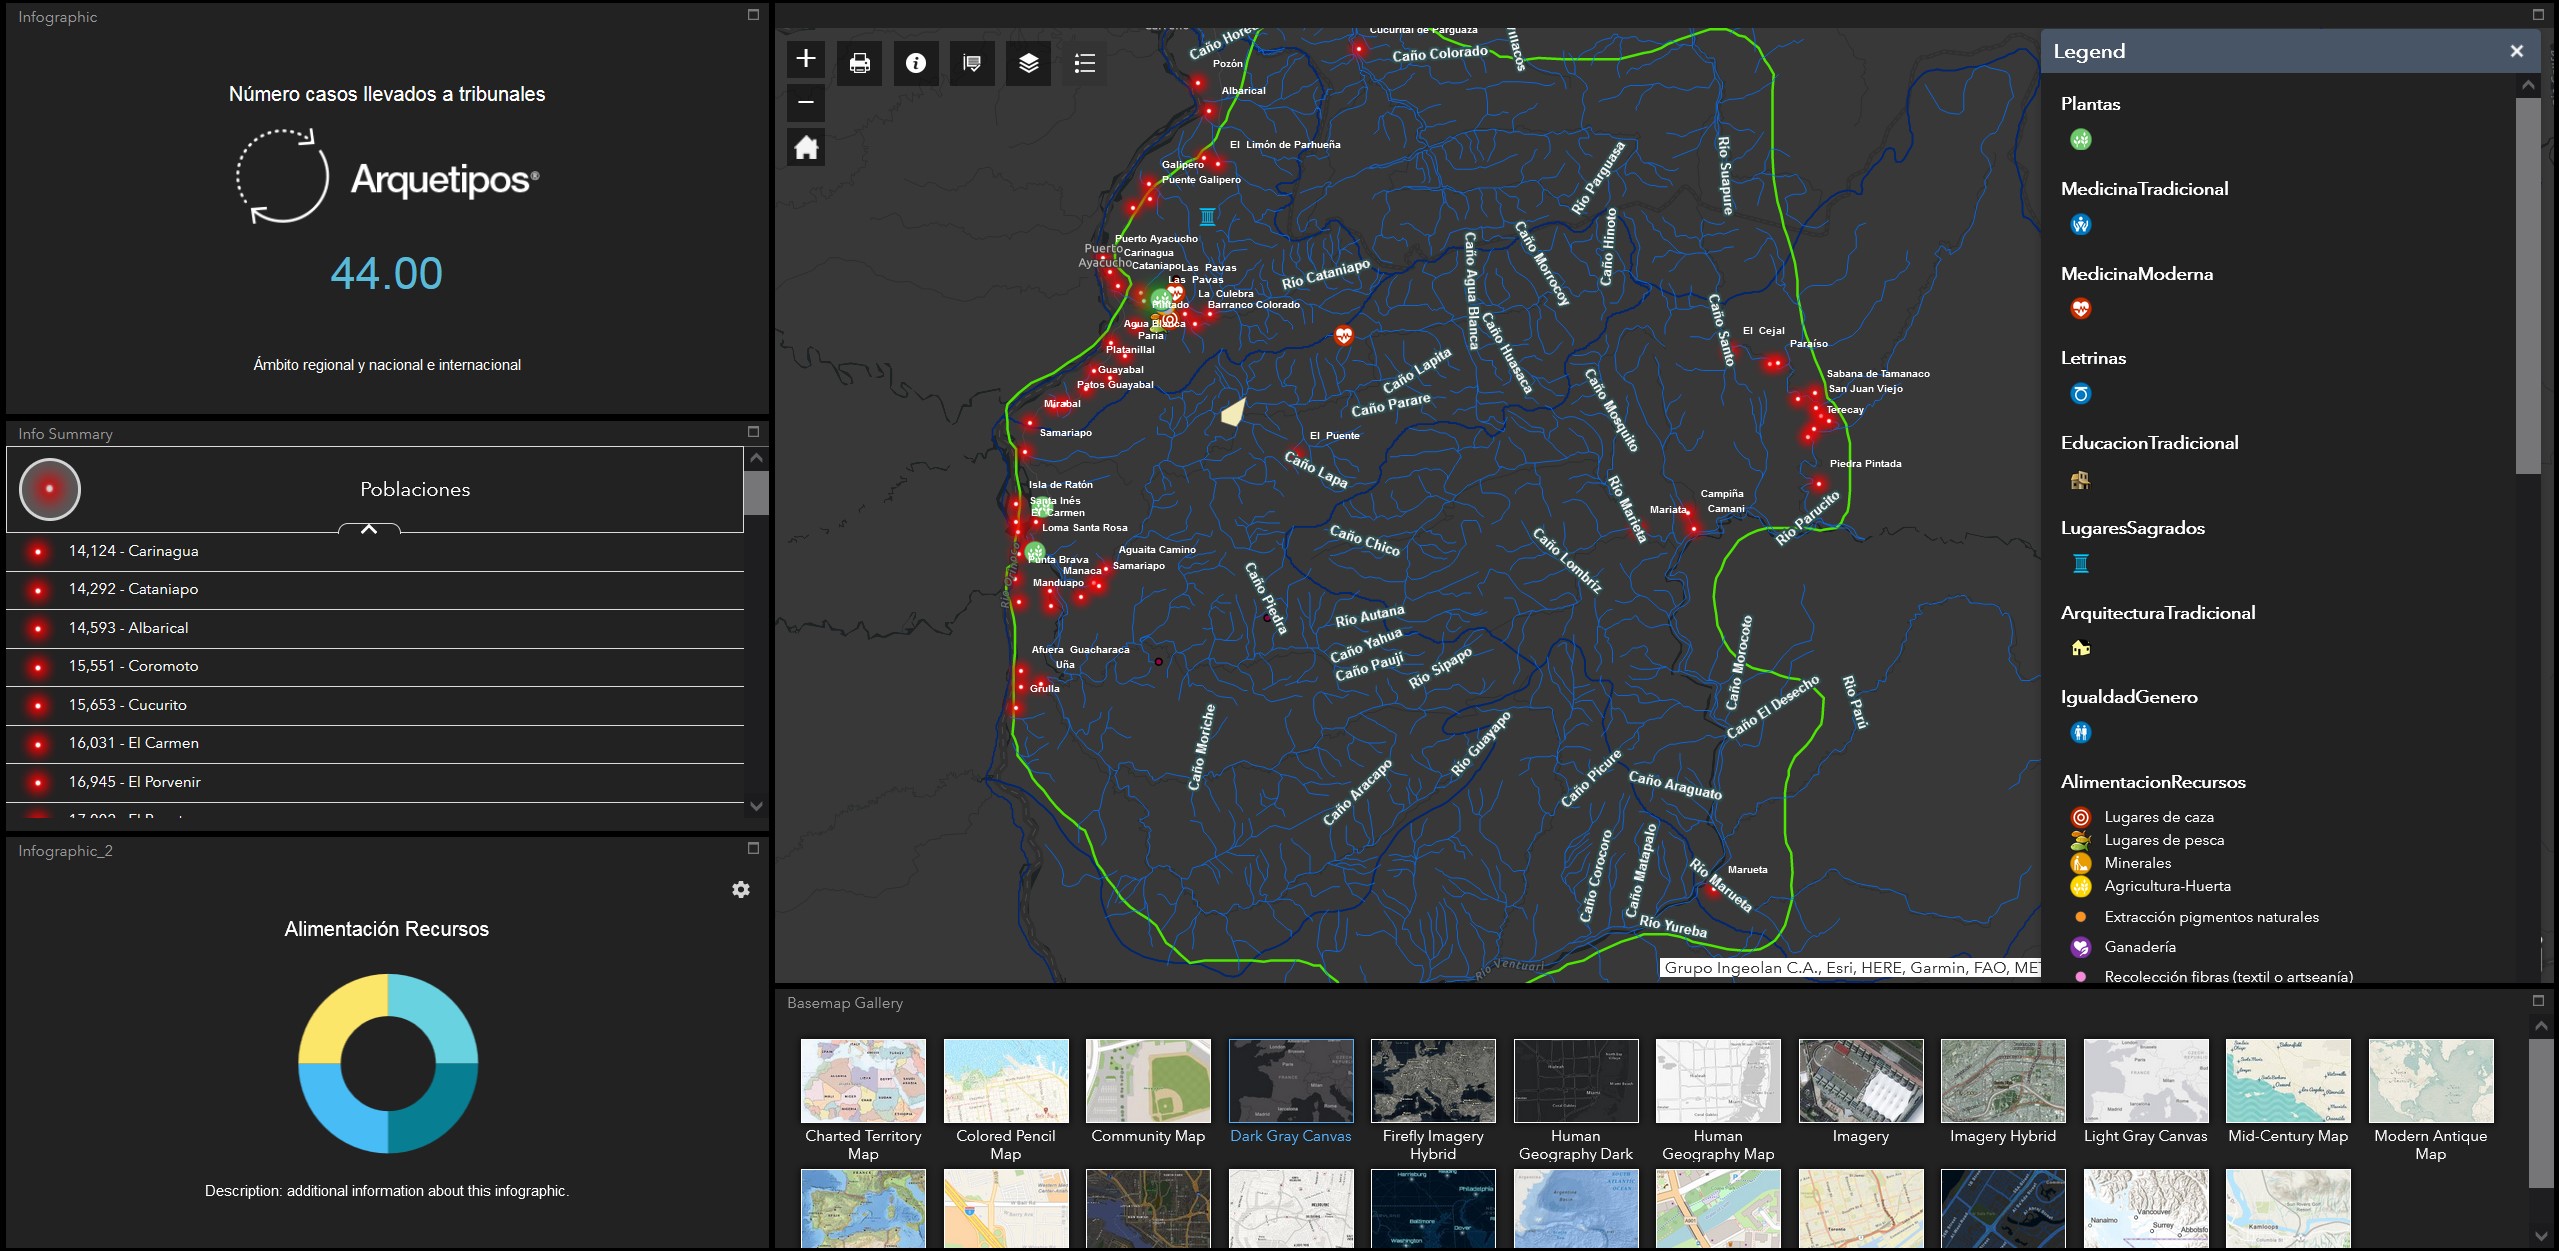 Infographic
Número casos llevados a tribunales
Arquetipos®
44.00
Ámbito regional y nacional e internacional
Info Summary
Poblaciones
14,124 - Carinagua
14,292 - Cataniapo
14,593 - Albarical
15,551 - Coromoto
15,653 - Cucurito
16,031 - El Carmen
16,945 - El Porvenir
Infographic_2
Alimentación Recursos
Description: additional information about this infographic.
Cucurital de Parguaza
Caño Colorado
Pozón
Albarical
El Limón de Parhueña
Galipero
Puente Galipero
Río Parguasa
Río Suapure
Puerto Ayacucho
Puerto
Ayacucho
Carinagua
Cataniapo
Las Pavas
Las Pavas
La Culebra
Pintado
Barranco Colorado
Agua Blanca
Paria
Platanillal
Guayabal
Patos Guayabal
Mirabal
Samariapo
Río Cataniapo
Caño Agua Blanca
Caño Morrocoy
Caño Hinoto
Caño Huasaca
Caño Lapita
Caño Parare
Caño Mosquito
Caño Santo
El Cejal
Paraíso
Sabana de Tamanaco
San Juan Viejo
Terecay
Piedra Pintada
El Puente
Caño Lapa
Isla de Ratón
Santa Inés
El Carmen
Loma Santa Rosa
Campiña
Mariata
Camani
Río Marieta
Río Parucito
Caño Chico
Caño Lombriz
Punta Brava
Aguaita Camino
Manaca
Samariapo
Manduapo
Río Orinoco
Caño Piedra
Río Autana
Caño Yahua
Caño Paují
Río Sipapo
Caño Morocoto
Afuera Guacharaca
Uña
Grulla
Caño El Desecho
Río Parú
Caño Moriche
Río Guayapo
Caño Aracapo
Caño Picure
Caño Araguato
Caño Corocoro
Caño Matapalo
Marueta
Río Marueta
Río Yureba
Río Ventuari
Grupo Ingeolan C.A., Esri, HERE, Garmin, FAO, ME
Legend
Plantas
MedicinaTradicional
MedicinaModerna
Letrinas
EducacionTradicional
LugaresSagrados
ArquitecturaTradicional
IgualdadGenero
AlimentacionRecursos
Lugares de caza
Lugares de pesca
Minerales
Agricultura-Huerta
Extracción pigmentos naturales
Ganadería
Recolección fibras (textil o artseanía)
Basemap Gallery
Charted Territory
Map
Colored Pencil
Map
Community Map
Dark Gray Canvas
Firefly Imagery
Hybrid
Human
Geography Dark
Human
Geography Map
Imagery
Imagery Hybrid
Light Gray Canvas
Mid-Century Map
Modern Antique
Map